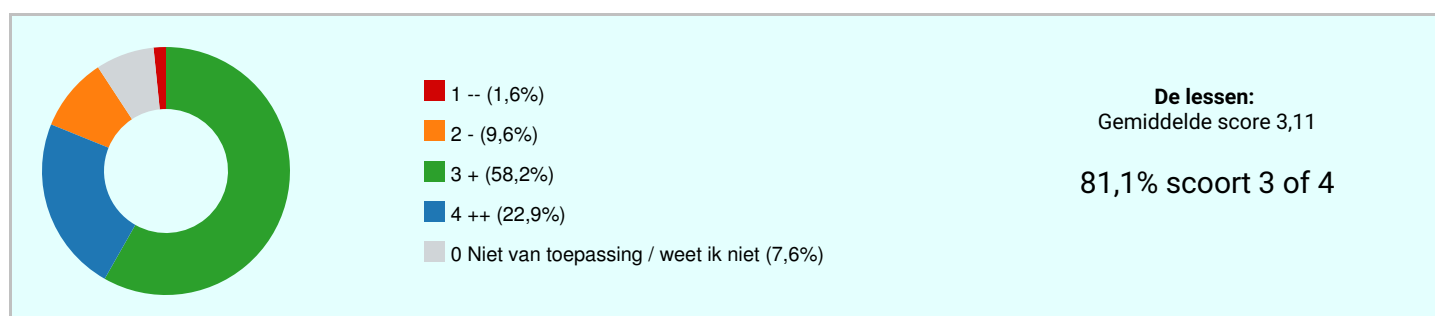 1 -- (1,6%)
2 - (9,6%)
3 + (58,2%)
4 ++ (22,9%)
0 Niet van toepassing / weet ik niet (7,6%)
De lessen:
Gemiddelde score 3,11
81,1% scoort 3 of 4